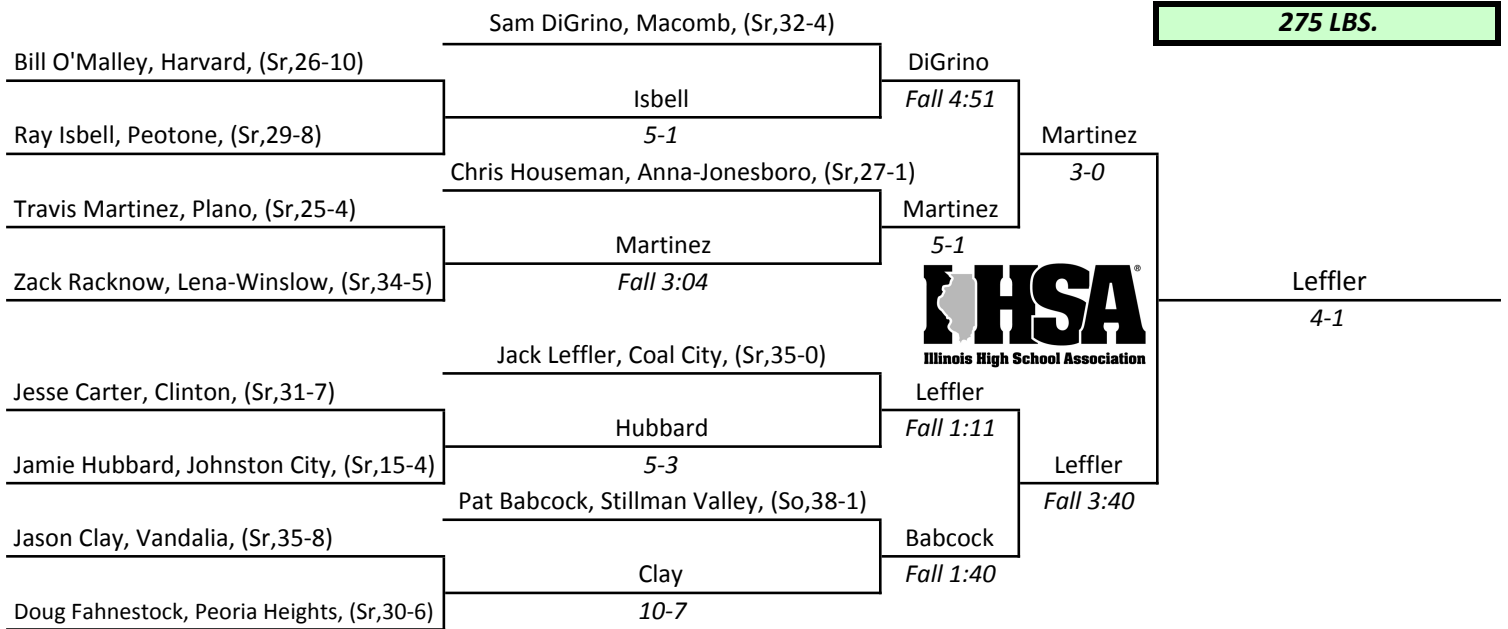 Sam DiGrino, Macomb, (Sr,32-4)
275 LBS.
Bill O'Malley, Harvard, (Sr,26-10)
DiGrino
Isbell
Fall 4:51
Ray Isbell, Peotone, (Sr,29-8)
5-1
Martinez
Chris Houseman, Anna-Jonesboro, (Sr,27-1)
3-0
Travis Martinez, Plano, (Sr,25-4)
Martinez
Martinez
5-1
Zack Racknow, Lena-Winslow, (Sr,34-5)
Fall 3:04
IHSA®
Illinois High School Association
Leffler
4-1
Jack Leffler, Coal City, (Sr,35-0)
Jesse Carter, Clinton, (Sr,31-7)
Leffler
Hubbard
Fall 1:11
Jamie Hubbard, Johnston City, (Sr,15-4)
5-3
Leffler
Pat Babcock, Stillman Valley, (So,38-1)
Fall 3:40
Jason Clay, Vandalia, (Sr,35-8)
Babcock
Clay
Fall 1:40
Doug Fahnestock, Peoria Heights, (Sr,30-6)
10-7